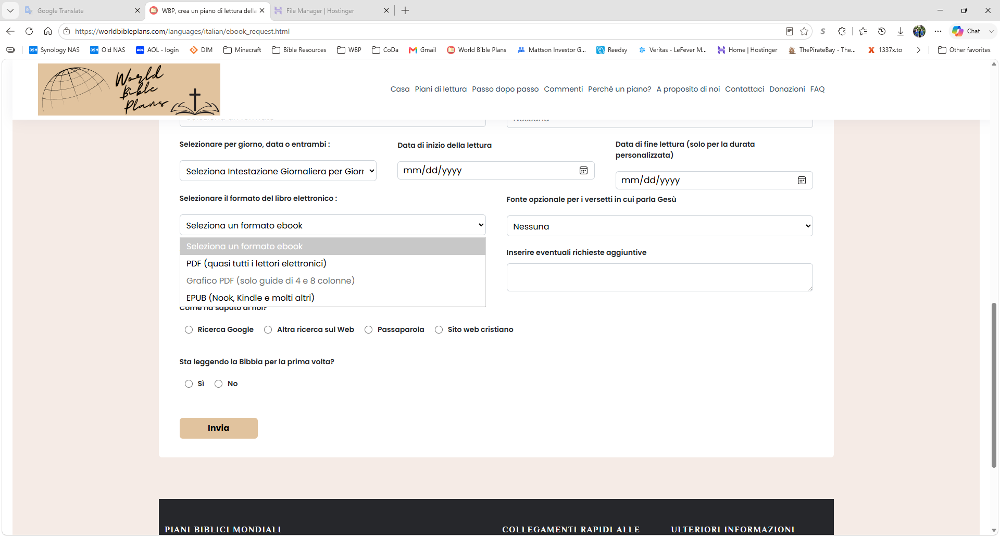 Google Translate
WBP, crea un piano di lettura della
File Manager | Hostinger
https://worldbibleplans.com/languages/italian/ebook_request.html
Chat
Synology NAS
Old NAS
AOL - login
DIM
Minecraft
Bible Resources
WBP
CoDa
Gmail
World Bible Plans
Mattson Investor G...
Reedsy
Veritas - LeFever M...
Home | Hostinger
ThePirateBay - The...
1337x.to
Other favorites
World
Bible
Plans
Casa Piani di lettura Passo dopo passo Commenti Perché un piano? A proposito di noi Contattaci Donazioni FAQ
Selezionare per giorno, data o entrambi :
Seleziona Intestazione Giornaliera per Giorr
Data di inizio della lettura
mm/dd/yyyy
Data di fine lettura (solo per la durata
personalizzata)
mm/dd/yyyy
Selezionare il formato del libro elettronico :
Seleziona un formato ebook
Seleziona un formato ebook
PDF (quasi tutti i lettori elettronici)
Grafico PDF (solo guide di 4 e 8 colonne)
EPUB (Nook, Kindle e molti altri)
Fonte opzionale per i versetti in cui parla Gesù
Nessuna
Inserire eventuali richieste aggiuntive
Come ha saputo di noi?
Ricerca Google
Altra ricerca sul Web
Passaparola
Sito web cristiano
Sta leggendo la Bibbia per la prima volta?
Sì
No
Invia
PIANI BIBLICI MONDIALI
COLLEGAMENTI RAPIDI ALLE
ULTERIORI INFORMAZIONI